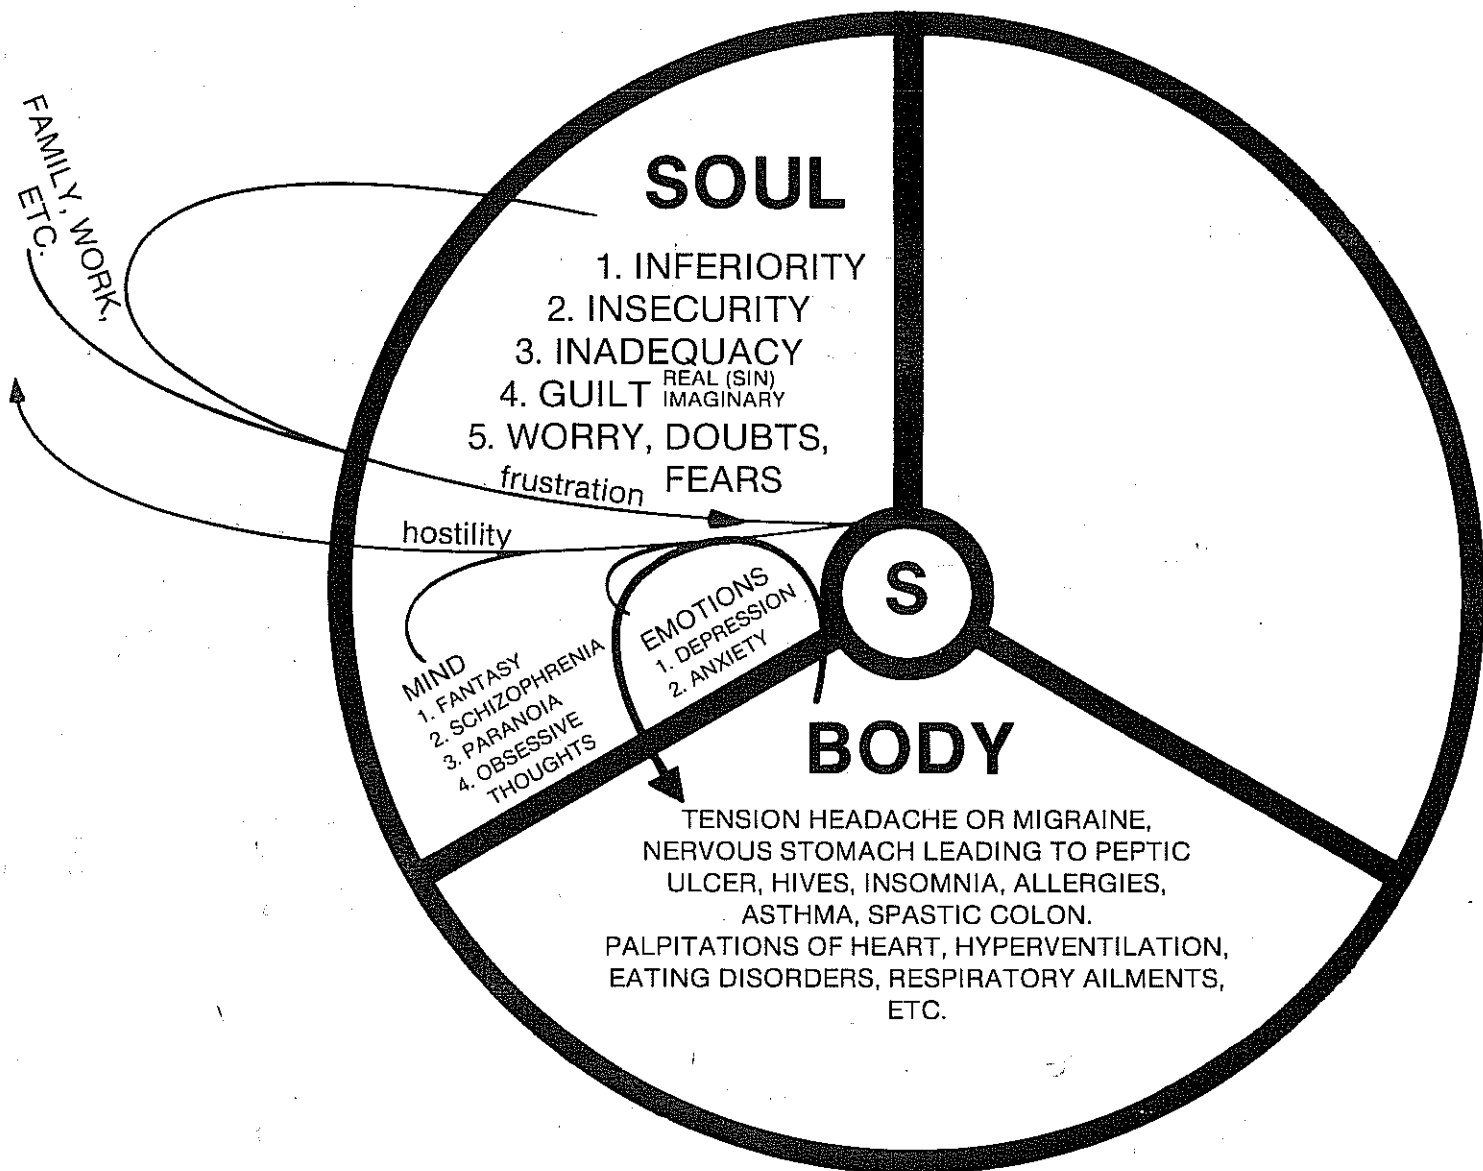 FAMILY, WORK,
ETC.
SOUL
1. INFERIORITY
2. INSECURITY
3. INADEQUACY
4. GUILT REAL (SIN)
IMAGINARY
5. WORRY, DOUBTS,
FEARS
frustration
hostility
S
MIND
1. FANTASY
2. SCHIZOPHRENIA
3. PARANOIA
4. OBSESSIVE
THOUGHTS
EMOTIONS
1. DEPRESSION
2. ANXIETY
BODY
TENSION HEADACHE OR MIGRAINE,
NERVOUS STOMACH LEADING TO PEPTIC
ULCER, HIVES, INSOMNIA, ALLERGIES,
ASTHMA, SPASTIC COLON.
PALPITATIONS OF HEART, HYPERVENTILATION,
EATING DISORDERS, RESPIRATORY AILMENTS,
ETC.